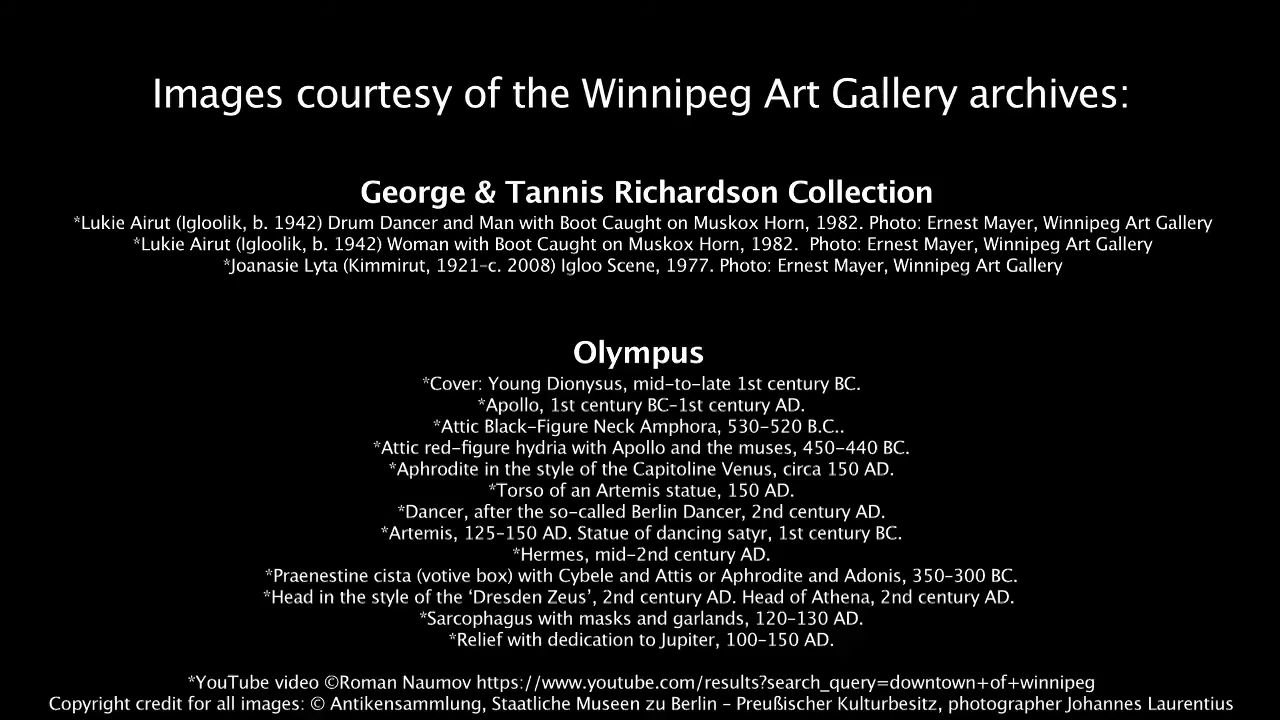 Images courtesy of the Winnipeg Art Gallery archives:
George & Tannis Richardson Collection
*Lukie Airut (Igloolik, b. 1942) Drum Dancer and Man with Boot Caught on Muskox Horn, 1982. Photo: Ernest Mayer, Winnipeg Art Gallery
*Lukie Airut (Igloolik, b. 1942) Woman with Boot Caught on Muskox Horn, 1982.  Photo: Ernest Mayer, Winnipeg Art Gallery
*Joanasie Lyta (Kimmirut, 1921–c. 2008) Igloo Scene, 1977. Photo: Ernest Mayer, Winnipeg Art Gallery
Olympus
*Cover: Young Dionysus, mid-to-late 1st century BC.
*Apollo, 1st century BC–1st century AD.
*Attic Black-Figure Neck Amphora, 530–520 B.C..
*Attic red-figure hydria with Apollo and the muses, 450–440 BC.
*Aphrodite in the style of the Capitoline Venus, circa 150 AD.
*Torso of an Artemis statue, 150 AD.
*Dancer, after the so-called Berlin Dancer, 2nd century AD.
*Artemis, 125–150 AD. Statue of dancing satyr, 1st century BC.
*Hermes, mid-2nd century AD.
*Praenestine cista (votive box) with Cybele and Attis or Aphrodite and Adonis, 350–300 BC.
*Head in the style of the ‘Dresden Zeus’, 2nd century AD. Head of Athena, 2nd century AD.
*Sarcophagus with masks and garlands, 120–130 AD.
*Relief with dedication to Jupiter, 100–150 AD.
*YouTube video ©Roman Naumov https://www.youtube.com/results?search_query=downtown+of+winnipeg
Copyright credit for all images: © Antikensammlung, Staatliche Museen zu Berlin – Preußischer Kulturbesitz, photographer Johannes Laurentius